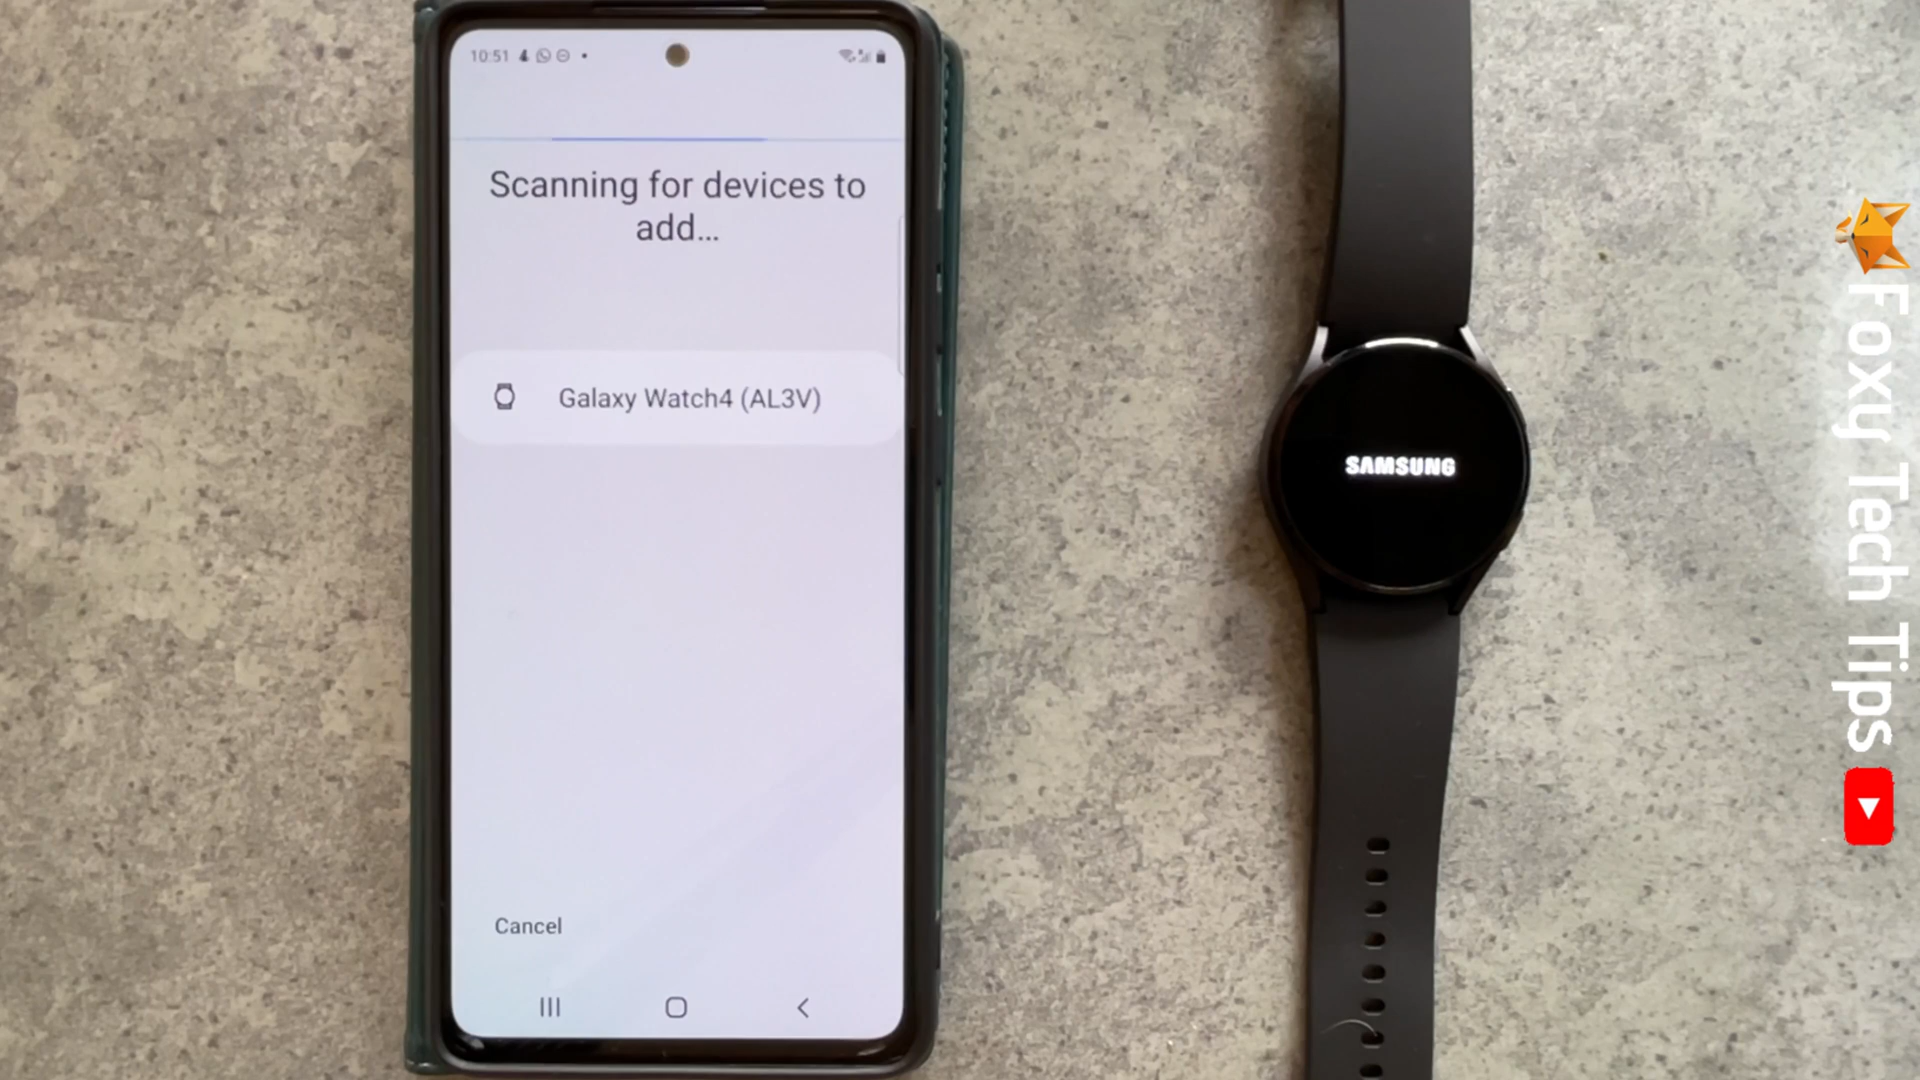 10:51
Scanning for devices to
add...
Galaxy Watch4 (AL3V)
Cancel
SAMSUNG
Foxy Tech Tips